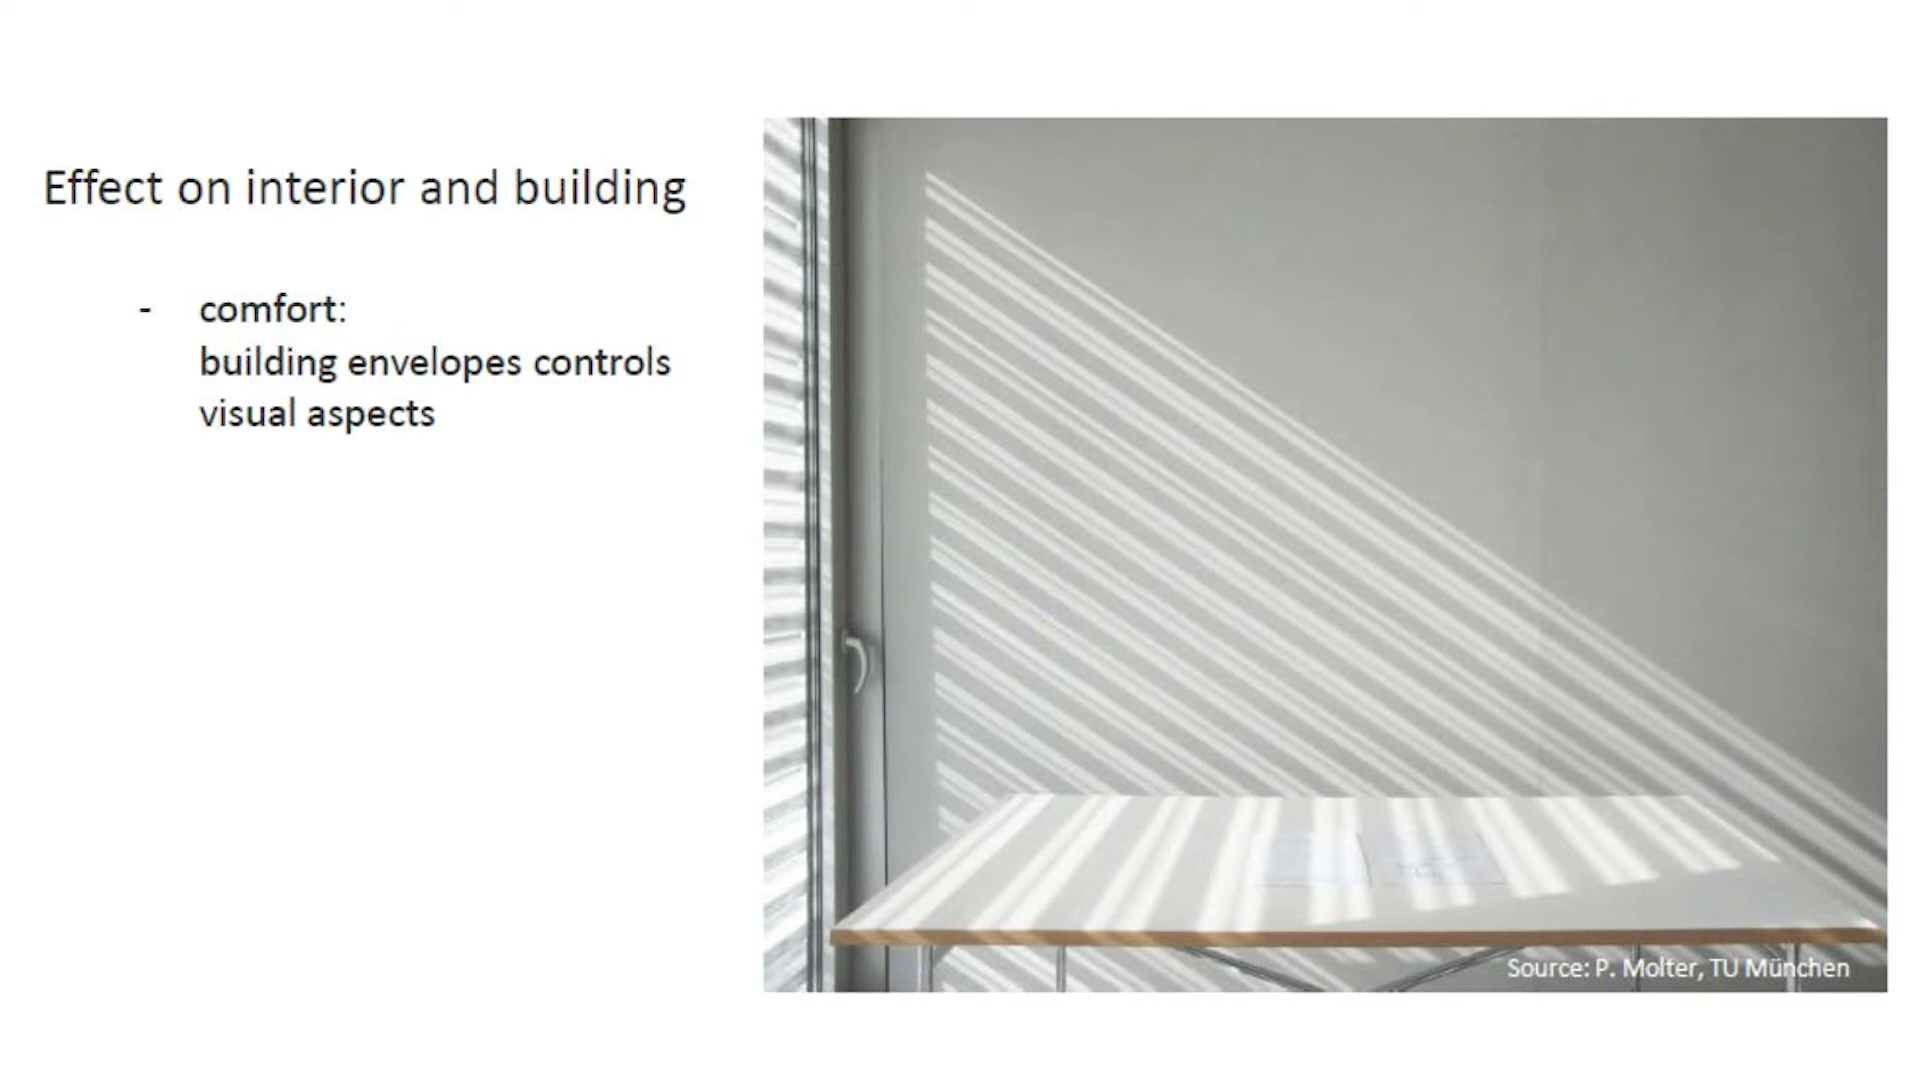 Effect on interior and building
- comfort:
building envelopes controls
visual aspects
Source: P. Molter, TU München